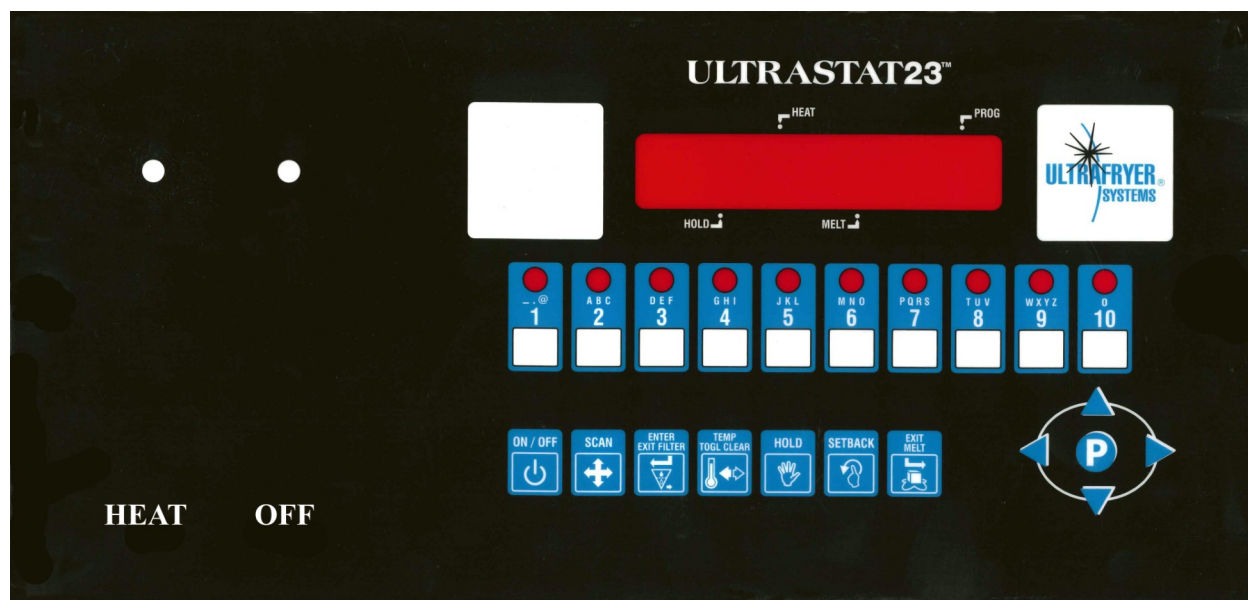 ULTRASTAT23™
HEAT
PROG
ULTRAFRYER®
SYSTEMS
HOLD
MELT
_ . @
1
A B C
2
D E F
3
G H I
4
J K L
5
M N O
6
P Q R S
7
T U V
8
W X Y Z
9
0
10
ON / OFF
SCAN
ENTER
EXIT FILTER
TEMP
TOGL CLEAR
HOLD
SETBACK
EXIT
MELT
P
HEAT
OFF